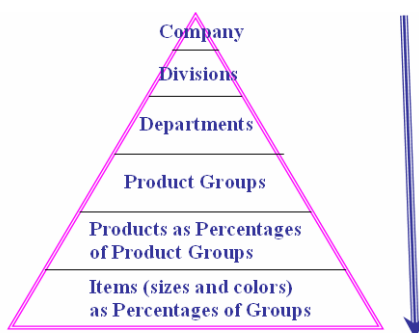 Company
Divisions
Departments
Product Groups
Products as Percentages
of Product Groups
Items (sizes and colors)
as Percentages of Groups